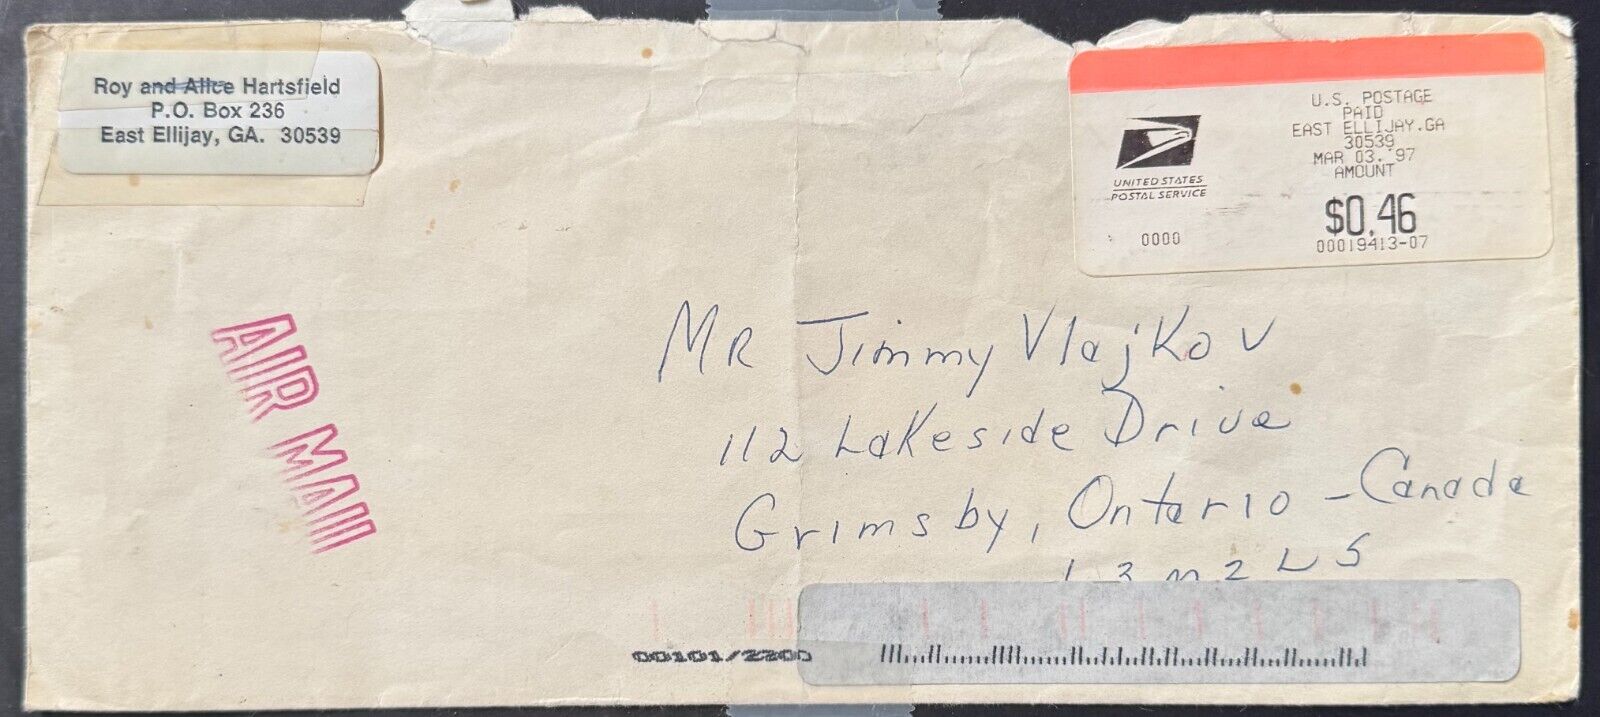 Roy and Alice Hartsfield
P.O. Box 236
East Ellijay, GA. 30539
U.S. POSTAGE
PAID
EAST ELLIJAY.GA
30539
MAR 03. '97
AMOUNT
$0.46
00019413-07
UNITED STATES
POSTAL SERVICE
0000
AIR MAIL
MR Jimmy VlajKov
112 Lakeside Drive
Grimsby, Ontario - Canada
L3M2L5
00101/2200